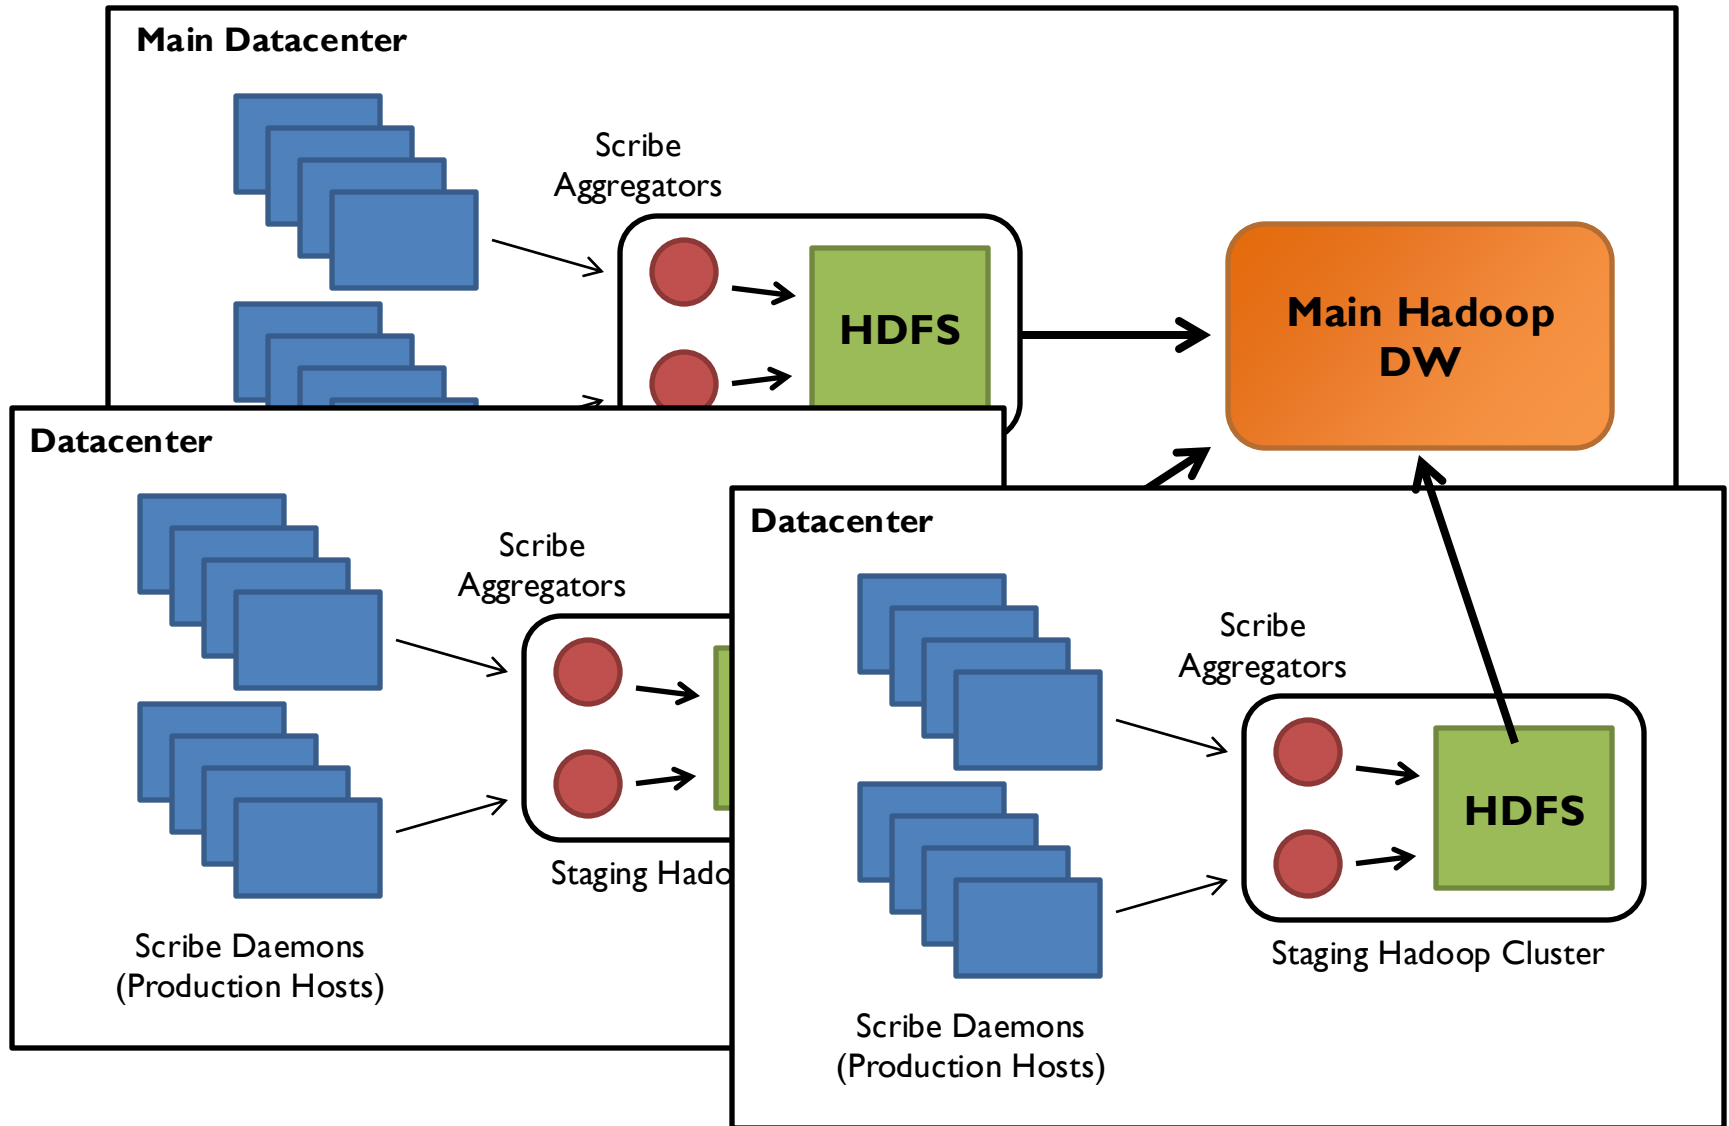 Main Datacenter
Scribe
Aggregators
HDFS
Main Hadoop
DW
Datacenter
Scribe
Aggregators
Staging Hado
Scribe Daemons
(Production Hosts)
Datacenter
Scribe
Aggregators
HDFS
Staging Hadoop Cluster
Scribe Daemons
(Production Hosts)